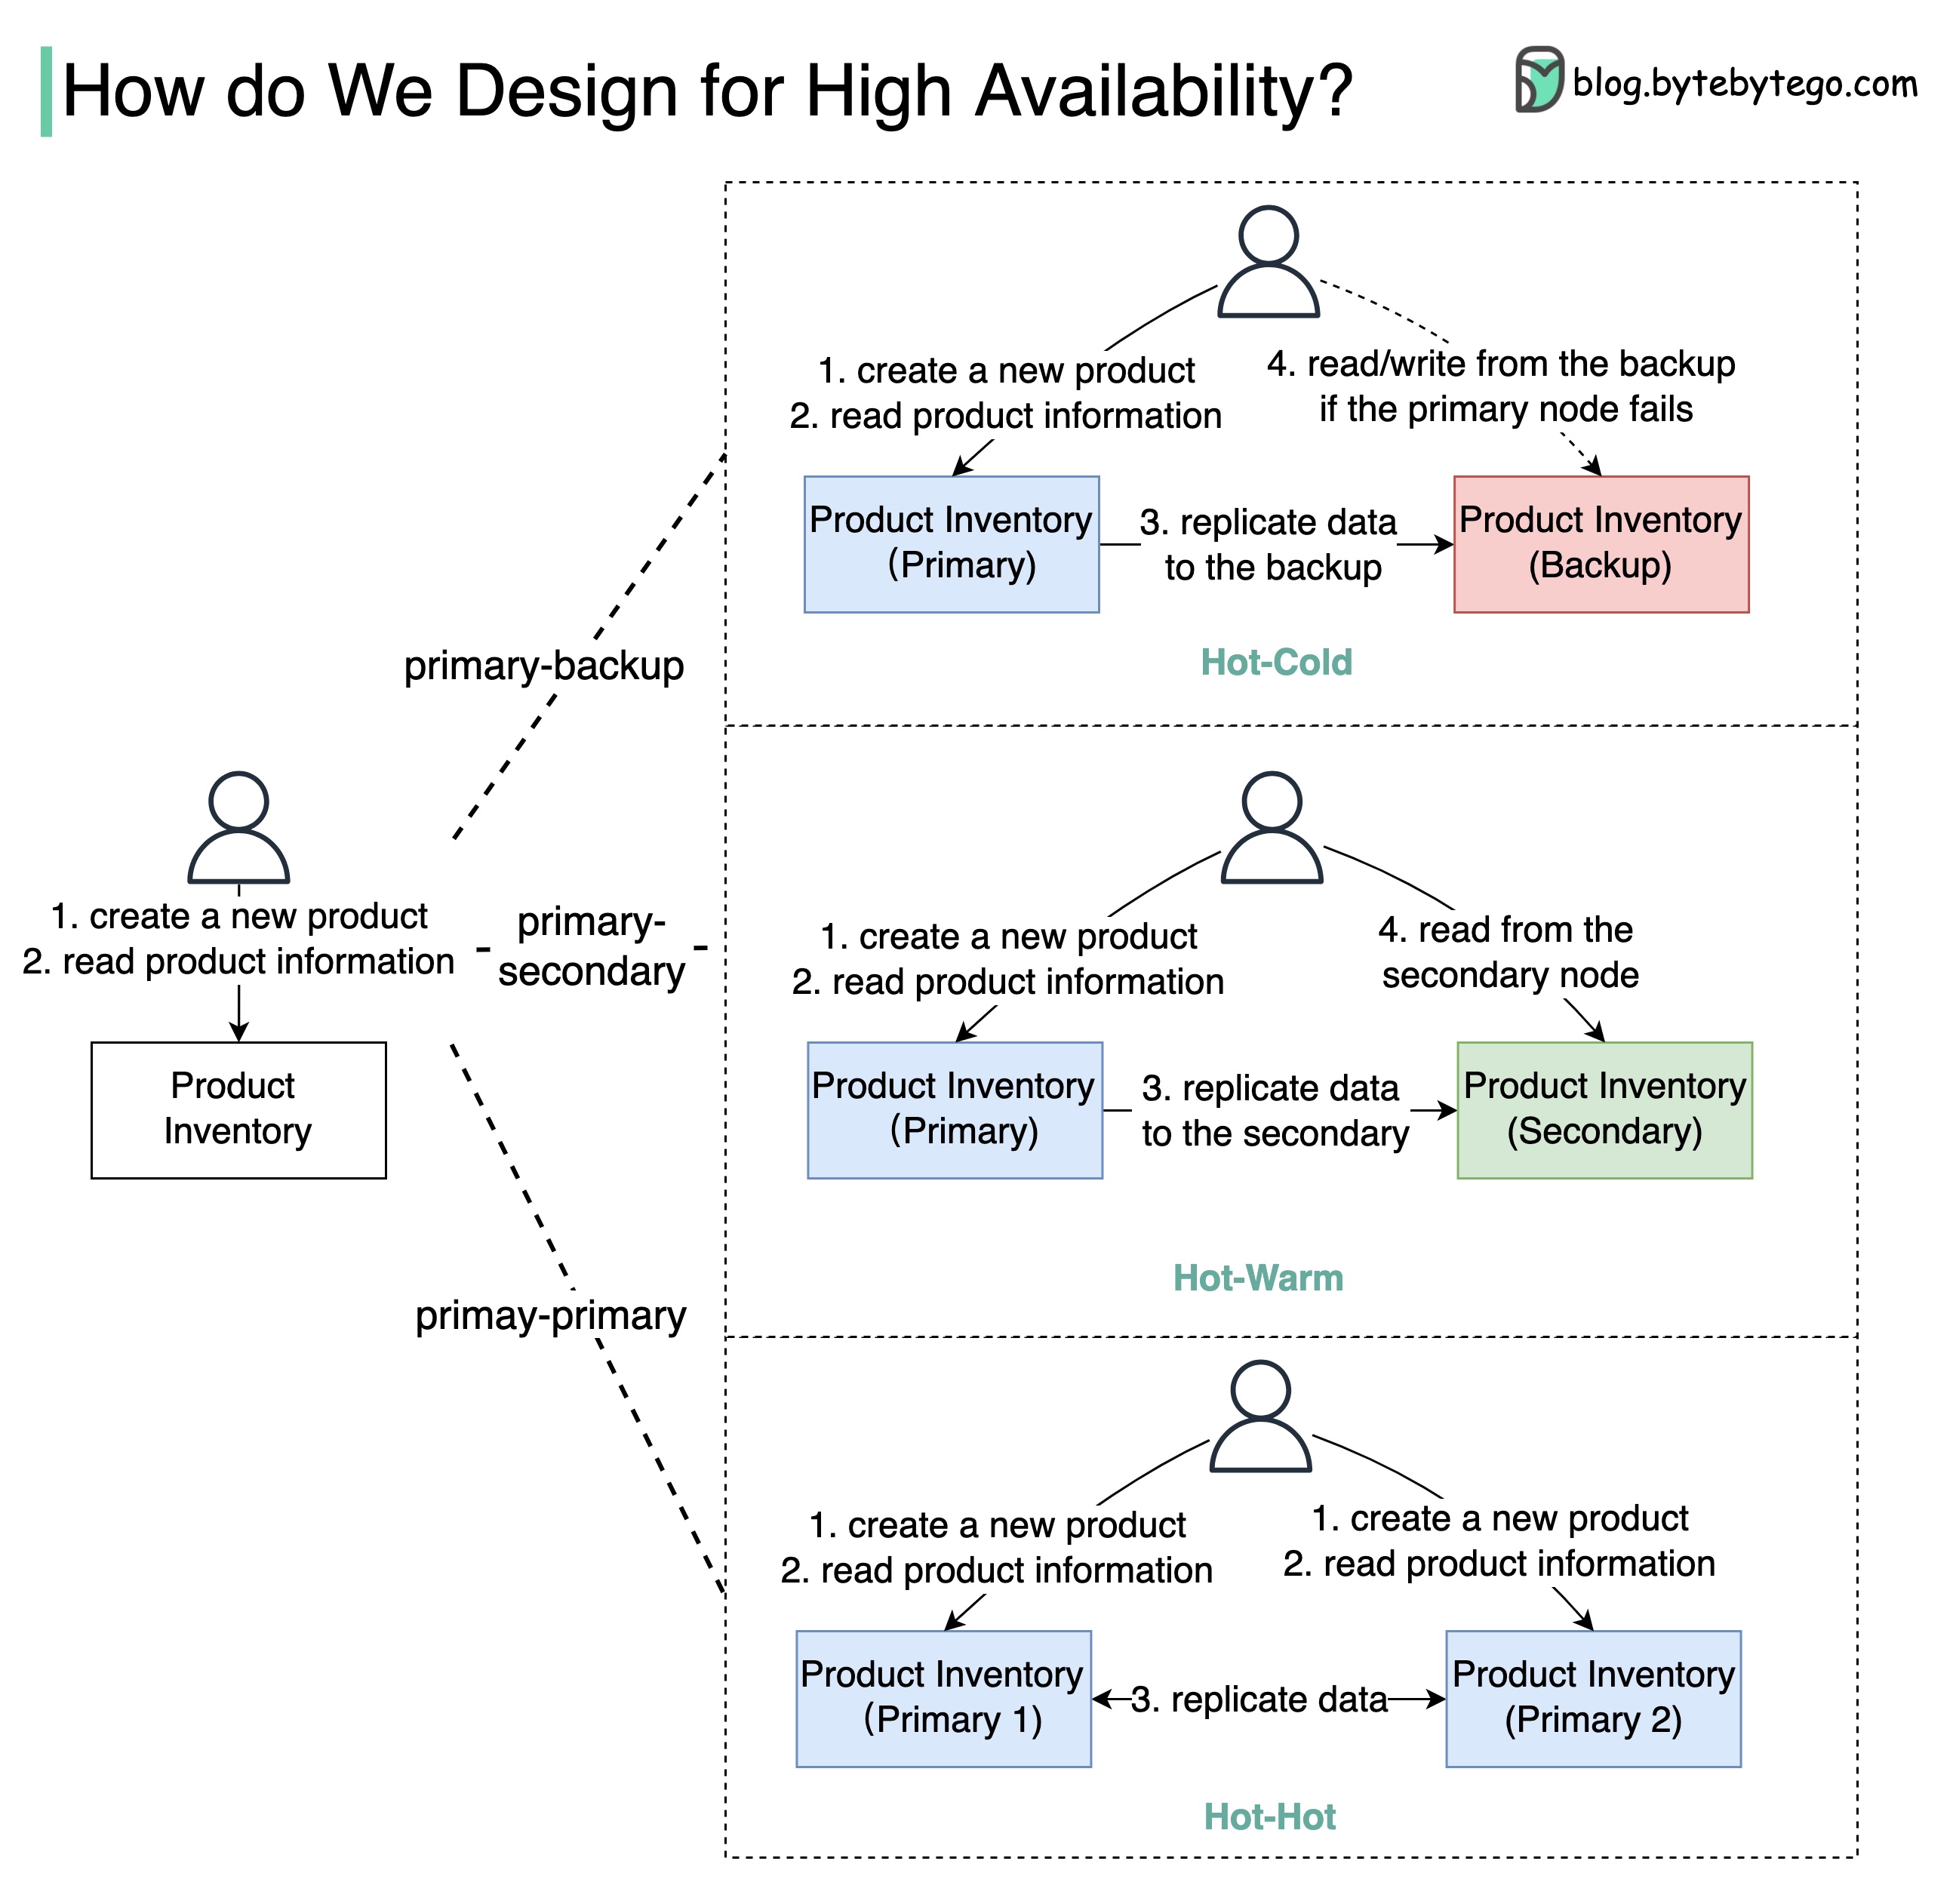 How do We Design for High Availability?
blog.bytebytego.com
1. create a new product
2. read product information
4. read/write from the backup
if the primary node fails
Product Inventory
(Primary)
3. replicate data
to the backup
Product Inventory
(Backup)
Hot-Cold
primary-backup
1. create a new product
2. read product information
Product
Inventory
primary-
secondary
1. create a new product
2. read product information
4. read from the
secondary node
Product Inventory
(Primary)
3. replicate data
to the secondary
Product Inventory
(Secondary)
Hot-Warm
primay-primary
1. create a new product
2. read product information
1. create a new product
2. read product information
Product Inventory
(Primary 1)
3. replicate data
Product Inventory
(Primary 2)
Hot-Hot